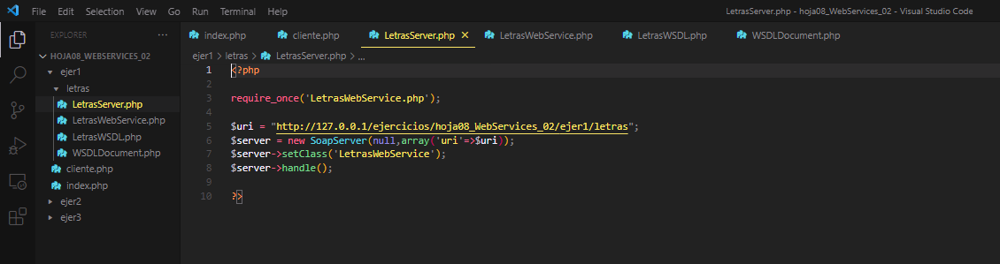 File Edit Selection View Go Run Terminal Help LetrasServer.php - hoja08_WebServices_02 - Visual Studio Code
EXPLORER ···
HOJA08_WEBSERVICES_02
ejer1
letras
LetrasServer.php
LetrasWebService.php
LetrasWSDL.php
WSDLDocument.php
cliente.php
index.php
ejer2
ejer3
index.php cliente.php LetrasServer.php LetrasWebService.php LetrasWSDL.php WSDLDocument.php
ejer1 > letras > LetrasServer.php > ...
1 <?php
2
3 require_once('LetrasWebService.php');
4
5 $uri = "http://127.0.0.1/ejercicios/hoja08_WebServices_02/ejer1/letras";
6 $server = new SoapServer(null,array('uri'=>$uri));
7 $server->setClass('LetrasWebService');
8 $server->handle();
9
10 ?>